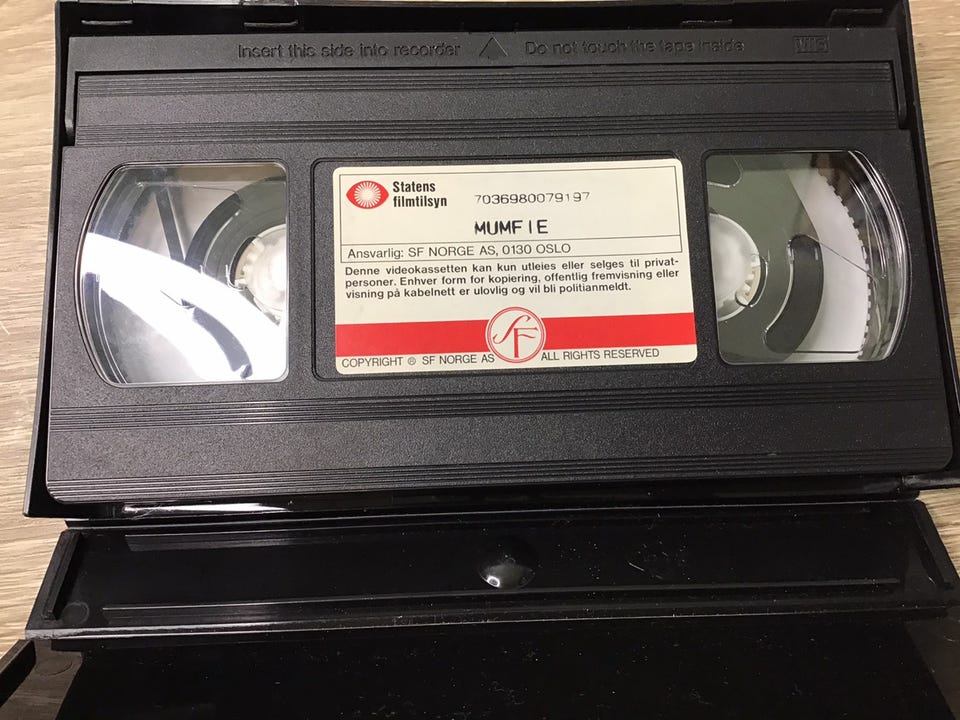 Insert this side into recorder Do not touch the tape inside VHS
Statens
filmtilsyn
7036980079197
MUMFIE
Ansvarlig: SF NORGE AS, 0130 OSLO
Denne videokassetten kan kun utleies eller selges til privat-
personer. Enhver form for kopiering, offentlig fremvisning eller
visning på kabelnett er ulovlig og vil bli politianmeldt.
SF
COPYRIGHT ® SF NORGE AS ALL RIGHTS RESERVED